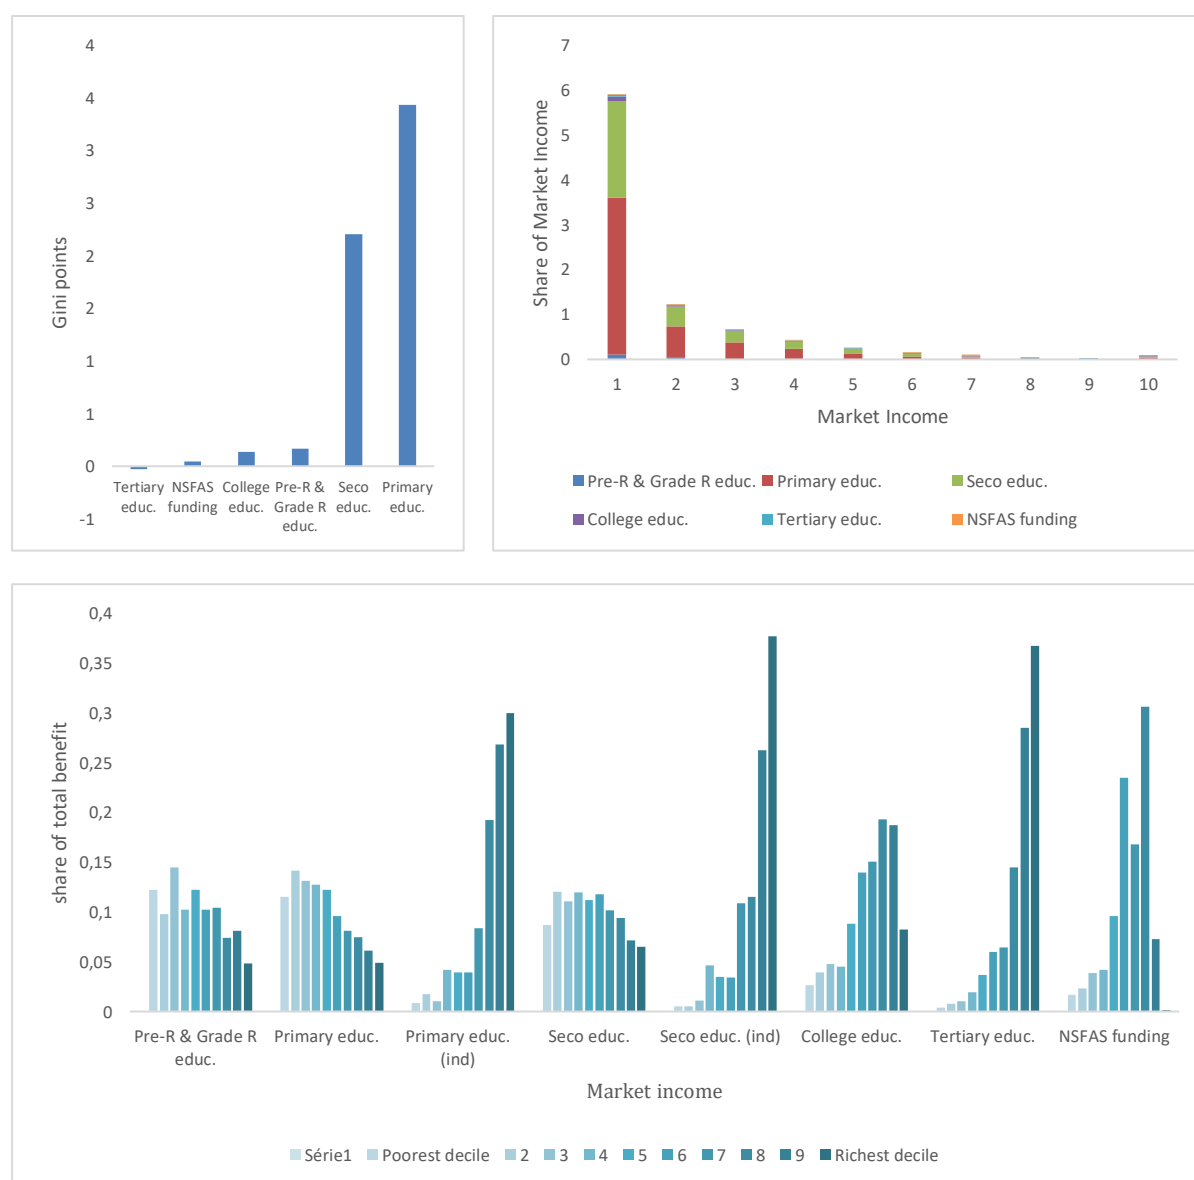 4
4
3
3
2
2
1
1
0
-1
Gini points
Tertiary educ.
NSFAS funding
College educ.
Pre-R & Grade R educ.
Seco educ.
Primary educ.
7
6
5
4
3
2
1
0
Share of Market Income
1 2 3 4 5 6 7 8 9 10
Market Income
Pre-R & Grade R educ. Primary educ. Seco educ.
College educ. Tertiary educ. NSFAS funding
0,4
0,35
0,3
0,25
0,2
0,15
0,1
0,05
0
share of total benefit
Pre-R & Grade R educ.
Primary educ.
Primary educ. (ind)
Seco educ.
Seco educ. (ind)
College educ.
Tertiary educ.
NSFAS funding
Market income
Série1 Poorest decile 2 3 4 5 6 7 8 9 Richest decile